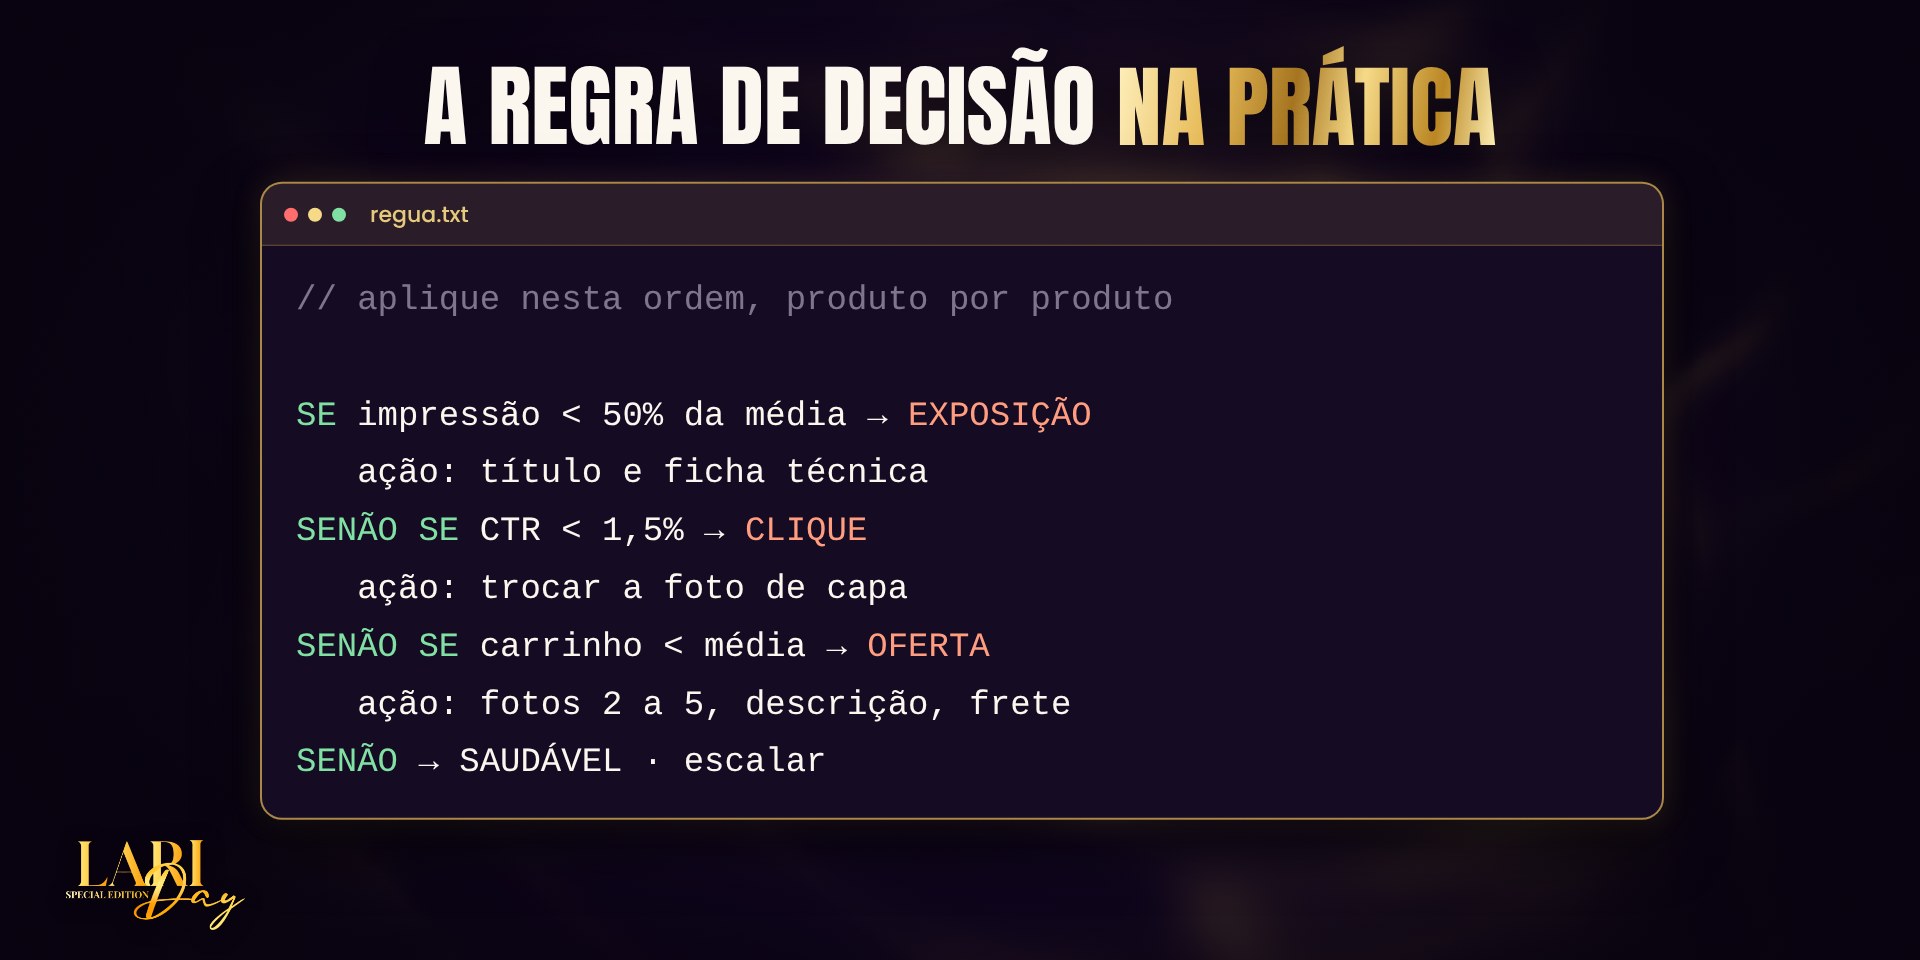 A REGRA DE DECISÃO NA PRÁTICA
regua.txt
// aplique nesta ordem, produto por produto
SE impressão < 50% da média → EXPOSIÇÃO
ação: título e ficha técnica
SENÃO SE CTR < 1,5% → CLIQUE
ação: trocar a foto de capa
SENÃO SE carrinho < média → OFERTA
ação: fotos 2 a 5, descrição, frete
SENÃO → SAUDÁVEL · escalar
LABI
SPECIAL EDITION Day